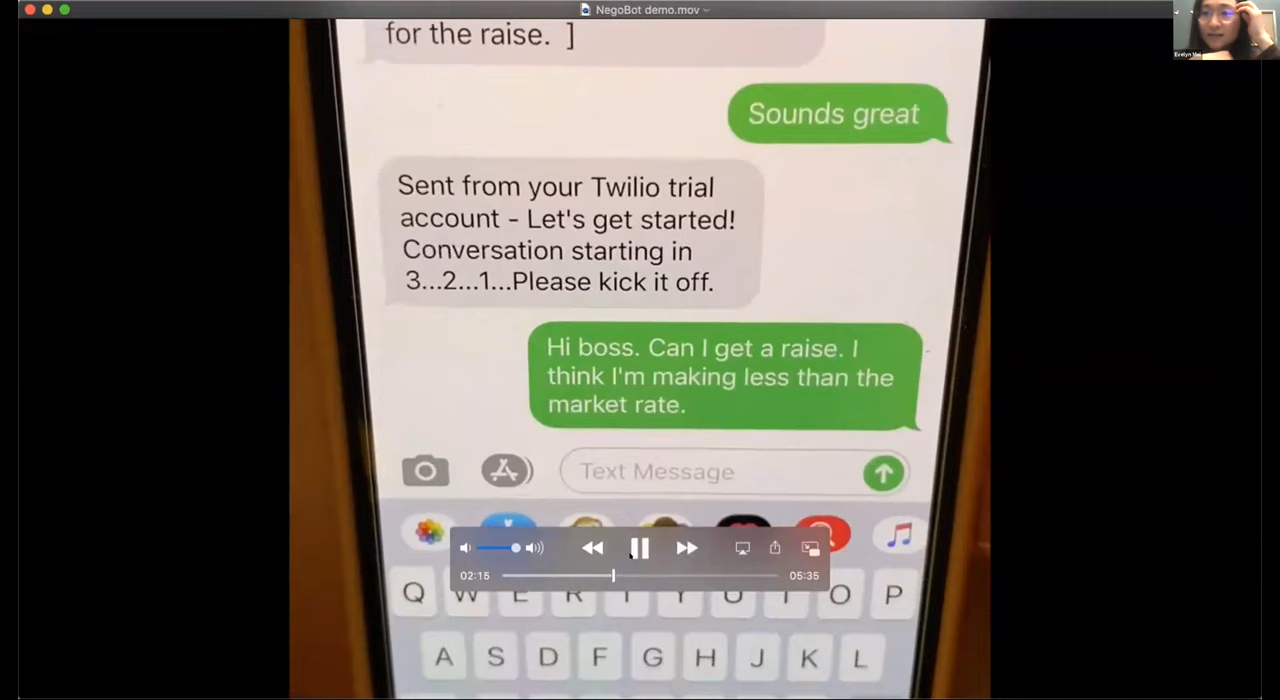 NegoBot demo.mov
for the raise. ]
Sounds great
Sent from your Twilio trial
account - Let's get started!
Conversation starting in
3...2...1...Please kick it off.
Hi boss. Can I get a raise. I
think I'm making less than the
market rate.
Text Message
02:15
05:35
Q W E R T Y U I O P
A S D F G H J K L